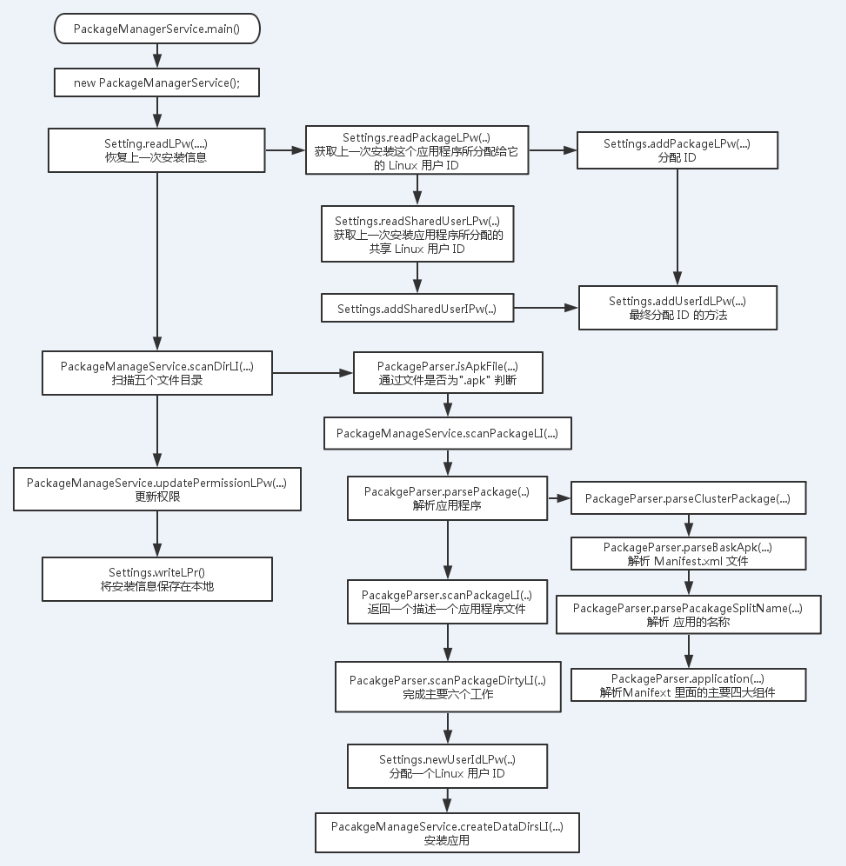 PackageManagerService.main()
new PackageManagerService();
Setting.readLPw(....)
恢复上一次安装信息
Settings.readPackageLPw(..)
获取上一次安装这个应用程序所分配给它
的 Linux 用户 ID
Settings.addPackageLPw(...)
分配 ID
Settings.readSharedUserLPw(..)
获取上一次安装应用程序所分配的
共享 Linux 用户 ID
Settings.addSharedUserIPw(..)
Settings.addUserIdLPw(...)
最终分配 ID 的方法
PackageManageService.scanDirLI(...)
扫描五个文件目录
PackageParser.isApkFile(...)
通过文件是否为".apk" 判断
PackageManageService.scanPackageLI(...)
PackageManageService.updatePermissionLPw(...)
更新权限
PacakgeParser.parsePackage(..)
解析应用程序
PackageParser.parseClusterPackage(...)
PackageParser.parseBaskApk(...)
解析 Manifest.xml 文件
Settings.writeLPr()
将安装信息保存在本地
PacakgeParser.scanPackageLI(..)
返回一个描述一个应用程序文件
PackageParser.parsePacakageSplitName(...)
解析 应用的名称
PacakgeParser.scanPackageDirtyLI(..)
完成主要六个工作
PackageParser.application(...)
解析Manifext 里面的主要四大组件
Settings.newUserIdLPw(..)
分配一个Linux 用户 ID
PacakgeManageService.createDataDirsLI(...)
安装应用